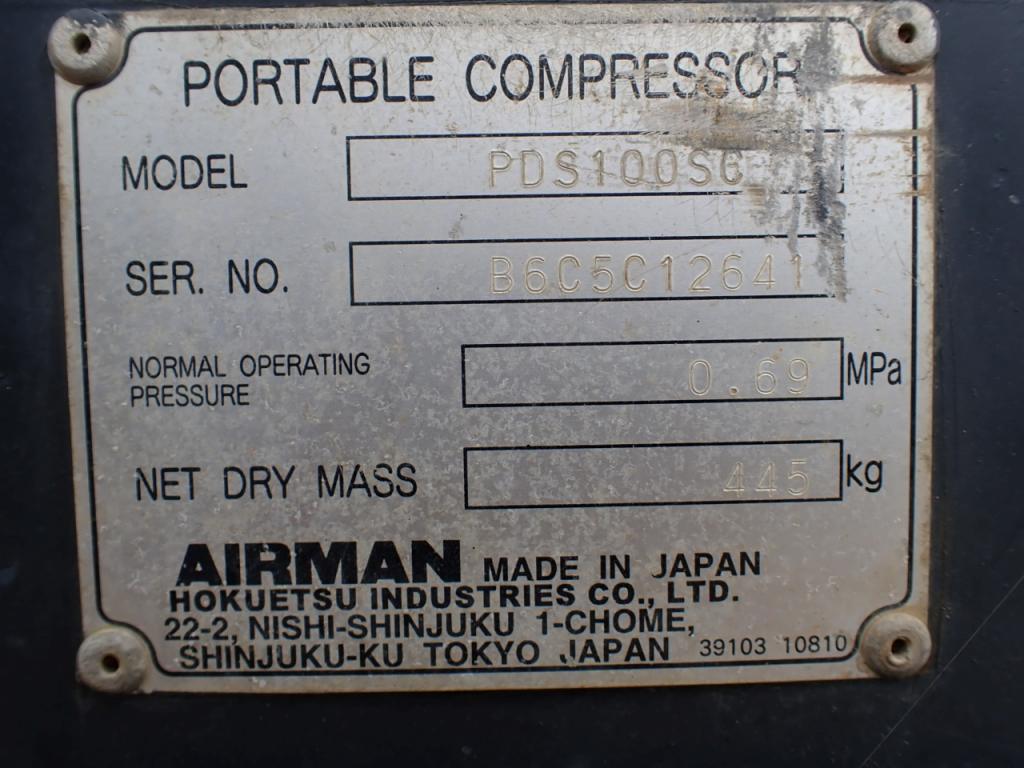 PORTABLE COMPRESSOR
MODEL PDS100SC
SER. NO. B6C5C12641
NORMAL OPERATING
PRESSURE 0.69 MPa
NET DRY MASS 445 kg
AIRMAN MADE IN JAPAN
HOKUETSU INDUSTRIES CO., LTD.
22-2, NISHI-SHINJUKU 1-CHOME,
SHINJUKU-KU TOKYO JAPAN 39103 10810